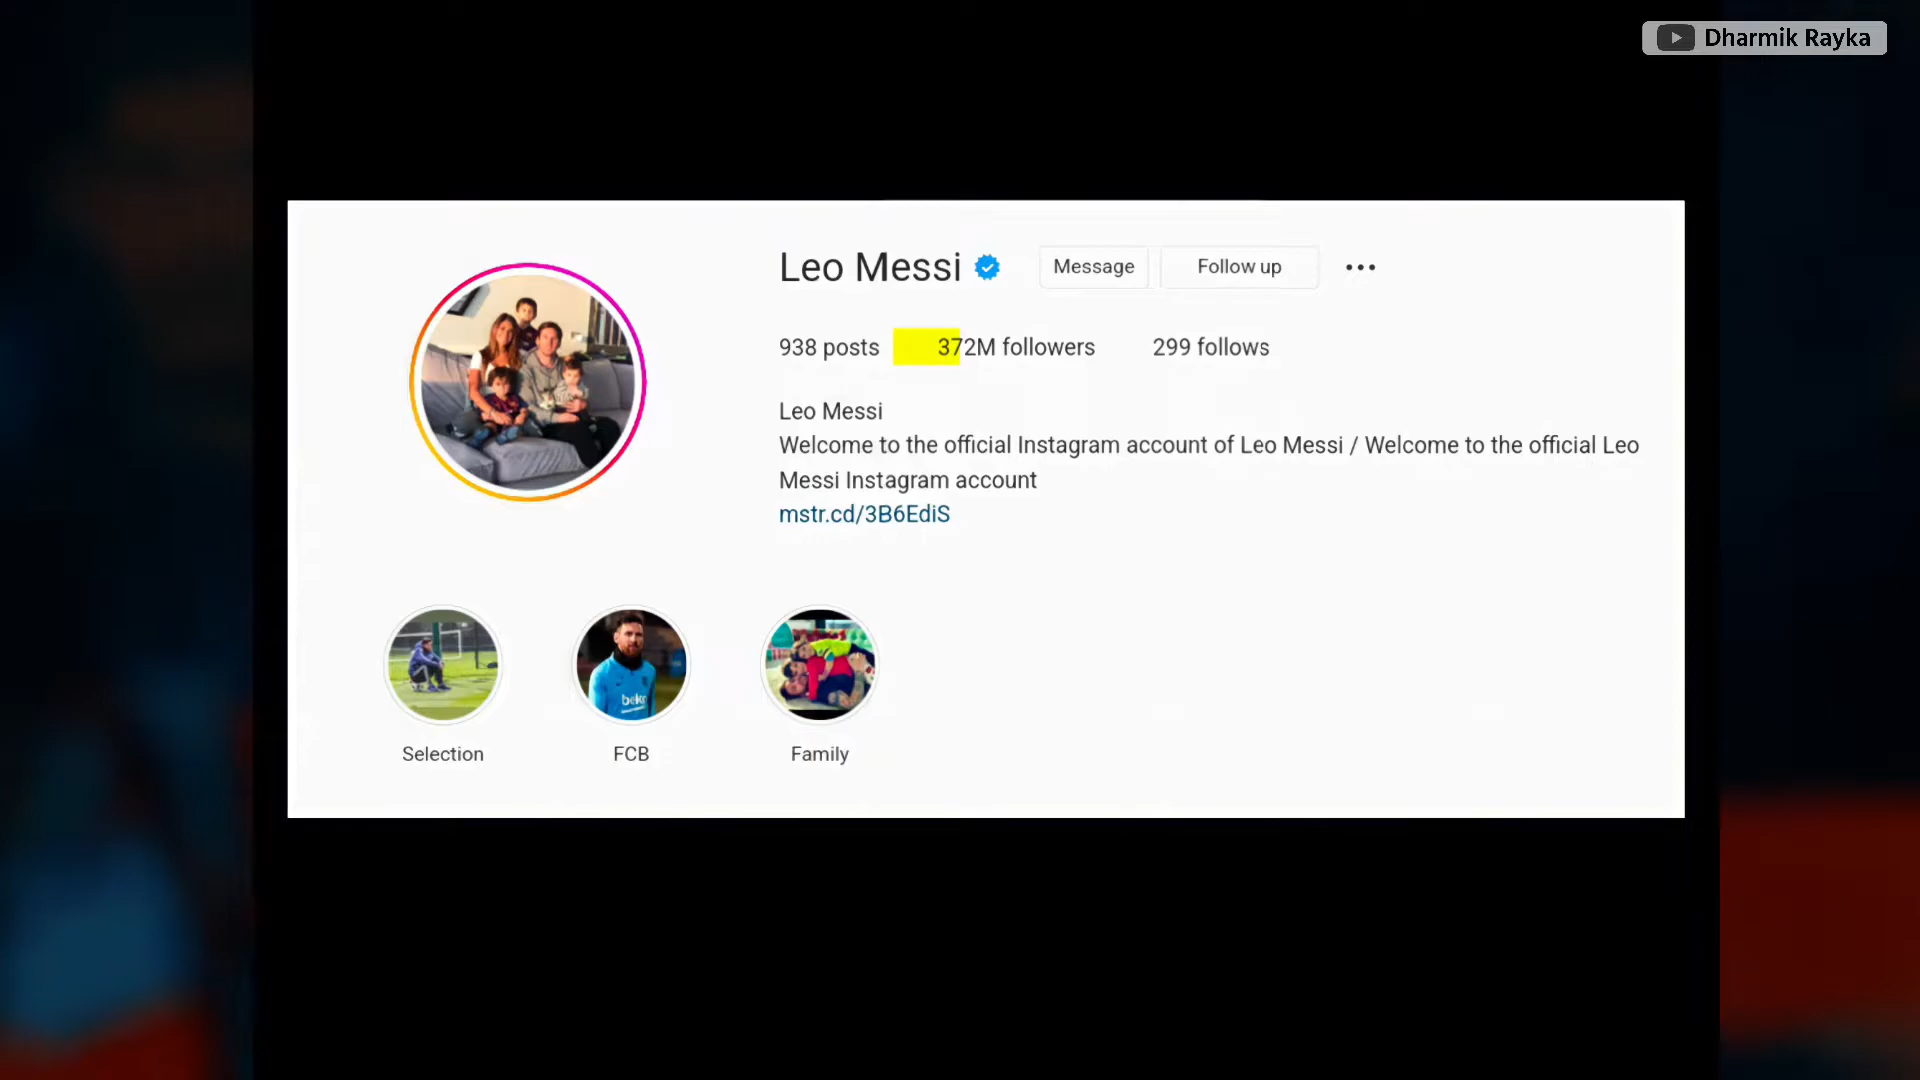 Dharmik Rayka
Leo Messi Message Follow up
938 posts 372M followers 299 follows
Leo Messi
Welcome to the official Instagram account of Leo Messi / Welcome to the official Leo
Messi Instagram account
mstr.cd/3B6EdiS
beko
Selection FCB Family